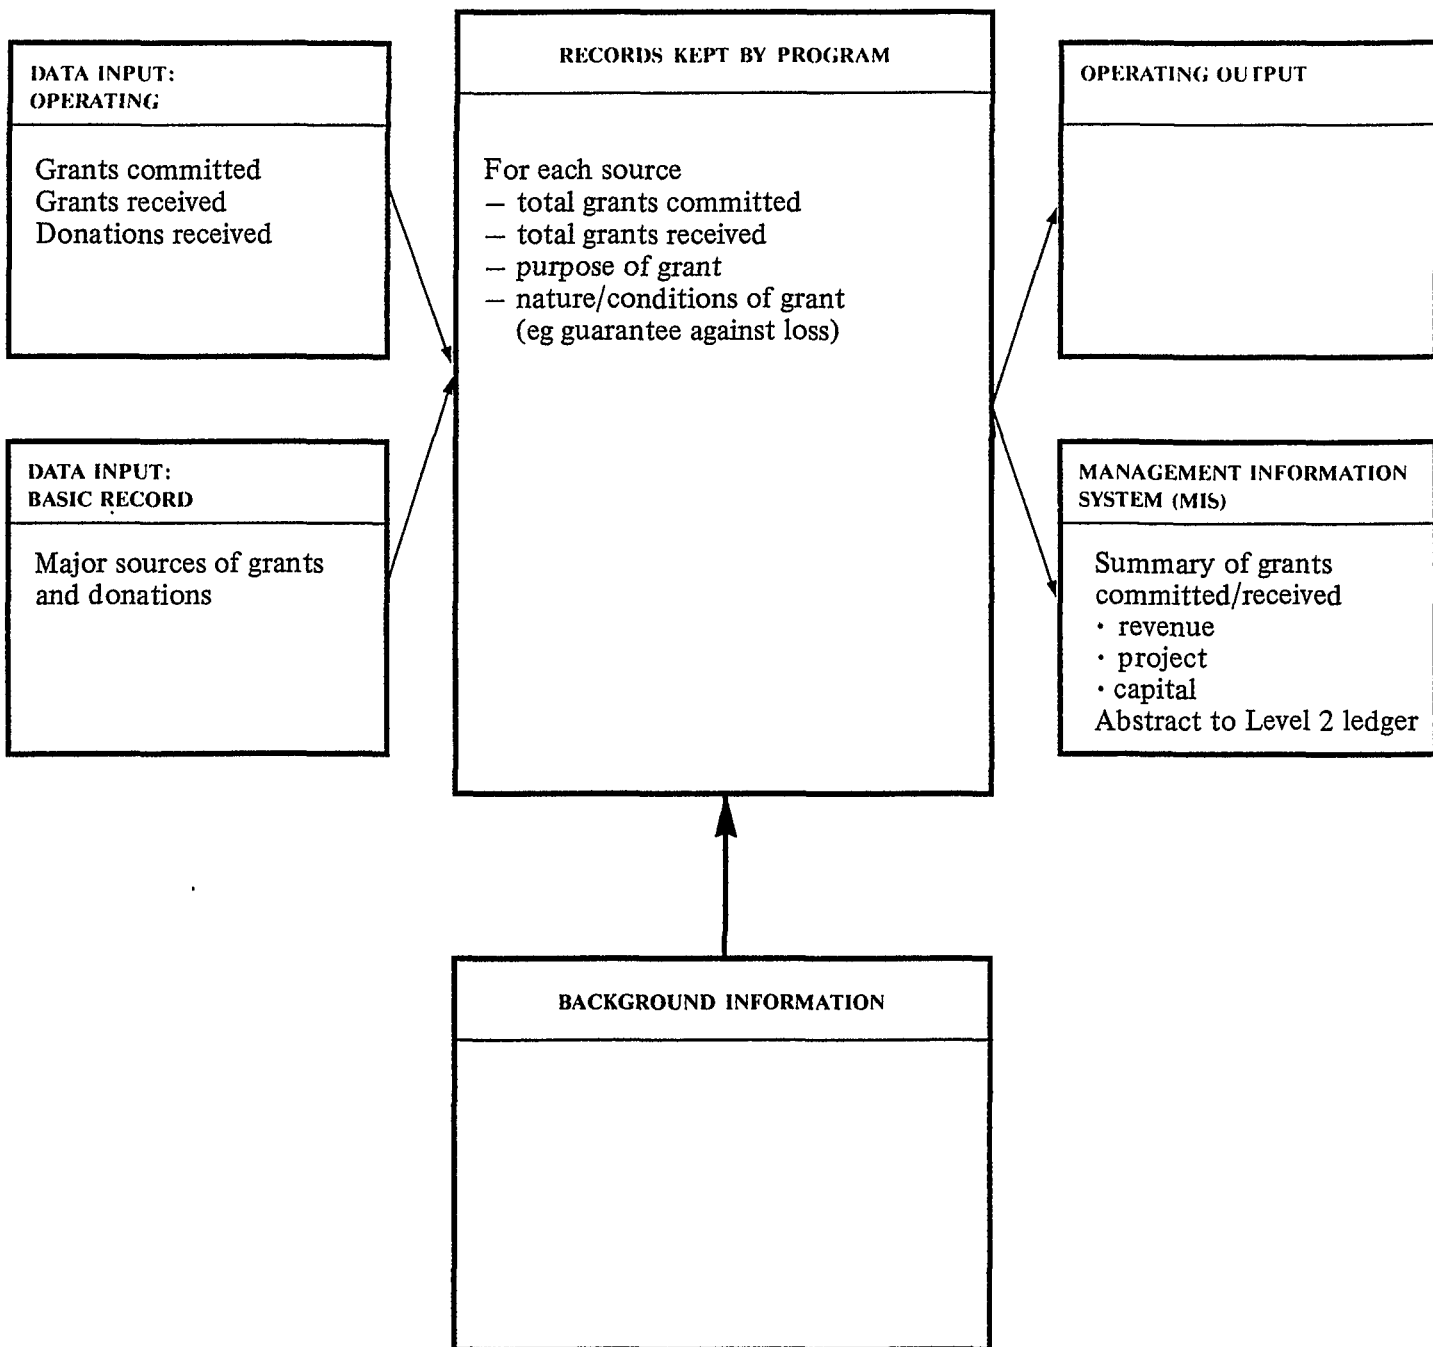 DATA INPUT:
OPERATING
Grants committed
Grants received
Donations received
DATA INPUT:
BASIC RECORD
Major sources of grants
and donations
RECORDS KEPT BY PROGRAM
For each source
— total grants committed
— total grants received
— purpose of grant
— nature/conditions of grant
(eg guarantee against loss)
OPERATING OUTPUT
MANAGEMENT INFORMATION
SYSTEM (MIS)
Summary of grants
committed/received
· revenue
· project
· capital
Abstract to Level 2 ledger
BACKGROUND INFORMATION